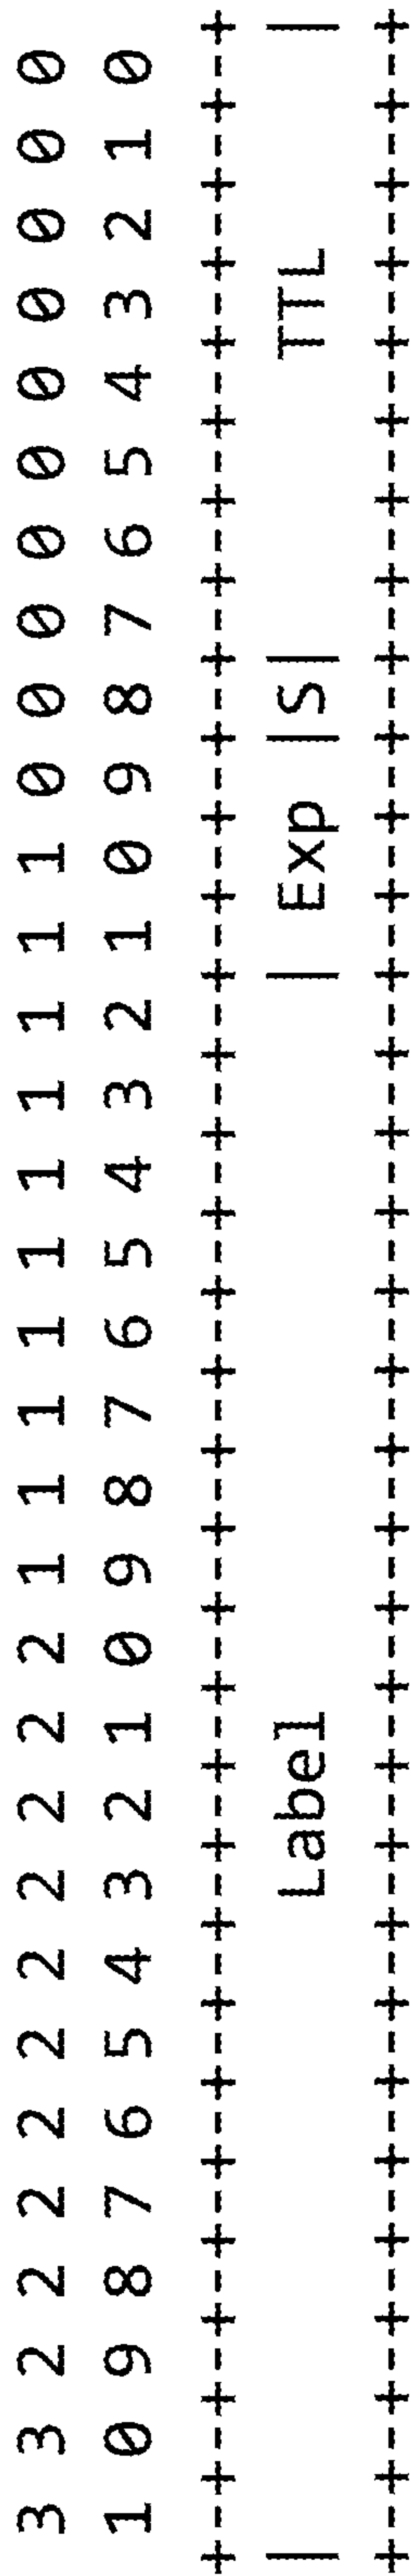 3 3 2 2 2 2 2 2 2 2 2 2 1 1 1 1 1 1 1 1 1 1 0 0 0 0 0 0 0 0 0 0
 1 0 9 8 7 6 5 4 3 2 1 0 9 8 7 6 5 4 3 2 1 0 9 8 7 6 5 4 3 2 1 0
+-+-+-+-+-+-+-+-+-+-+-+-+-+-+-+-+-+-+-+-+-+-+-+-+-+-+-+-+-+-+-+-+
|                Label                  | Exp |S|       TTL     |
+-+-+-+-+-+-+-+-+-+-+-+-+-+-+-+-+-+-+-+-+-+-+-+-+-+-+-+-+-+-+-+-+